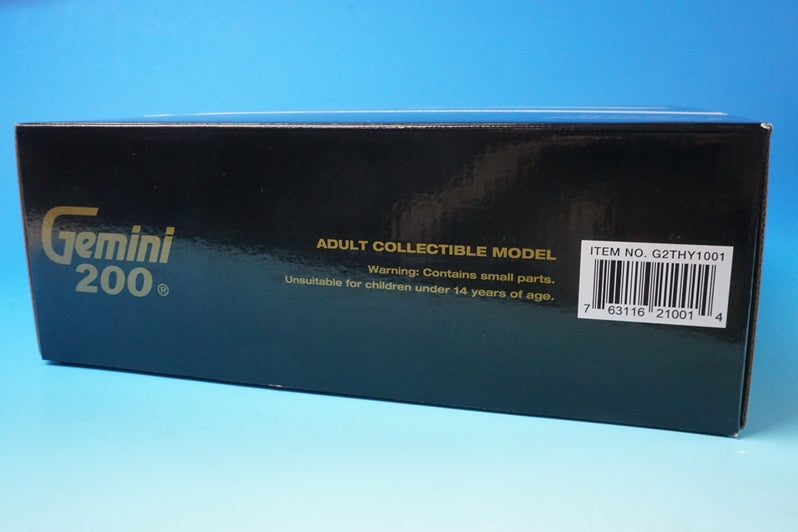 Gemini
200®
ADULT COLLECTIBLE MODEL
Warning: Contains small parts.
Unsuitable for children under 14 years of age.
ITEM NO. G2THY1001
7 63116 21001 4